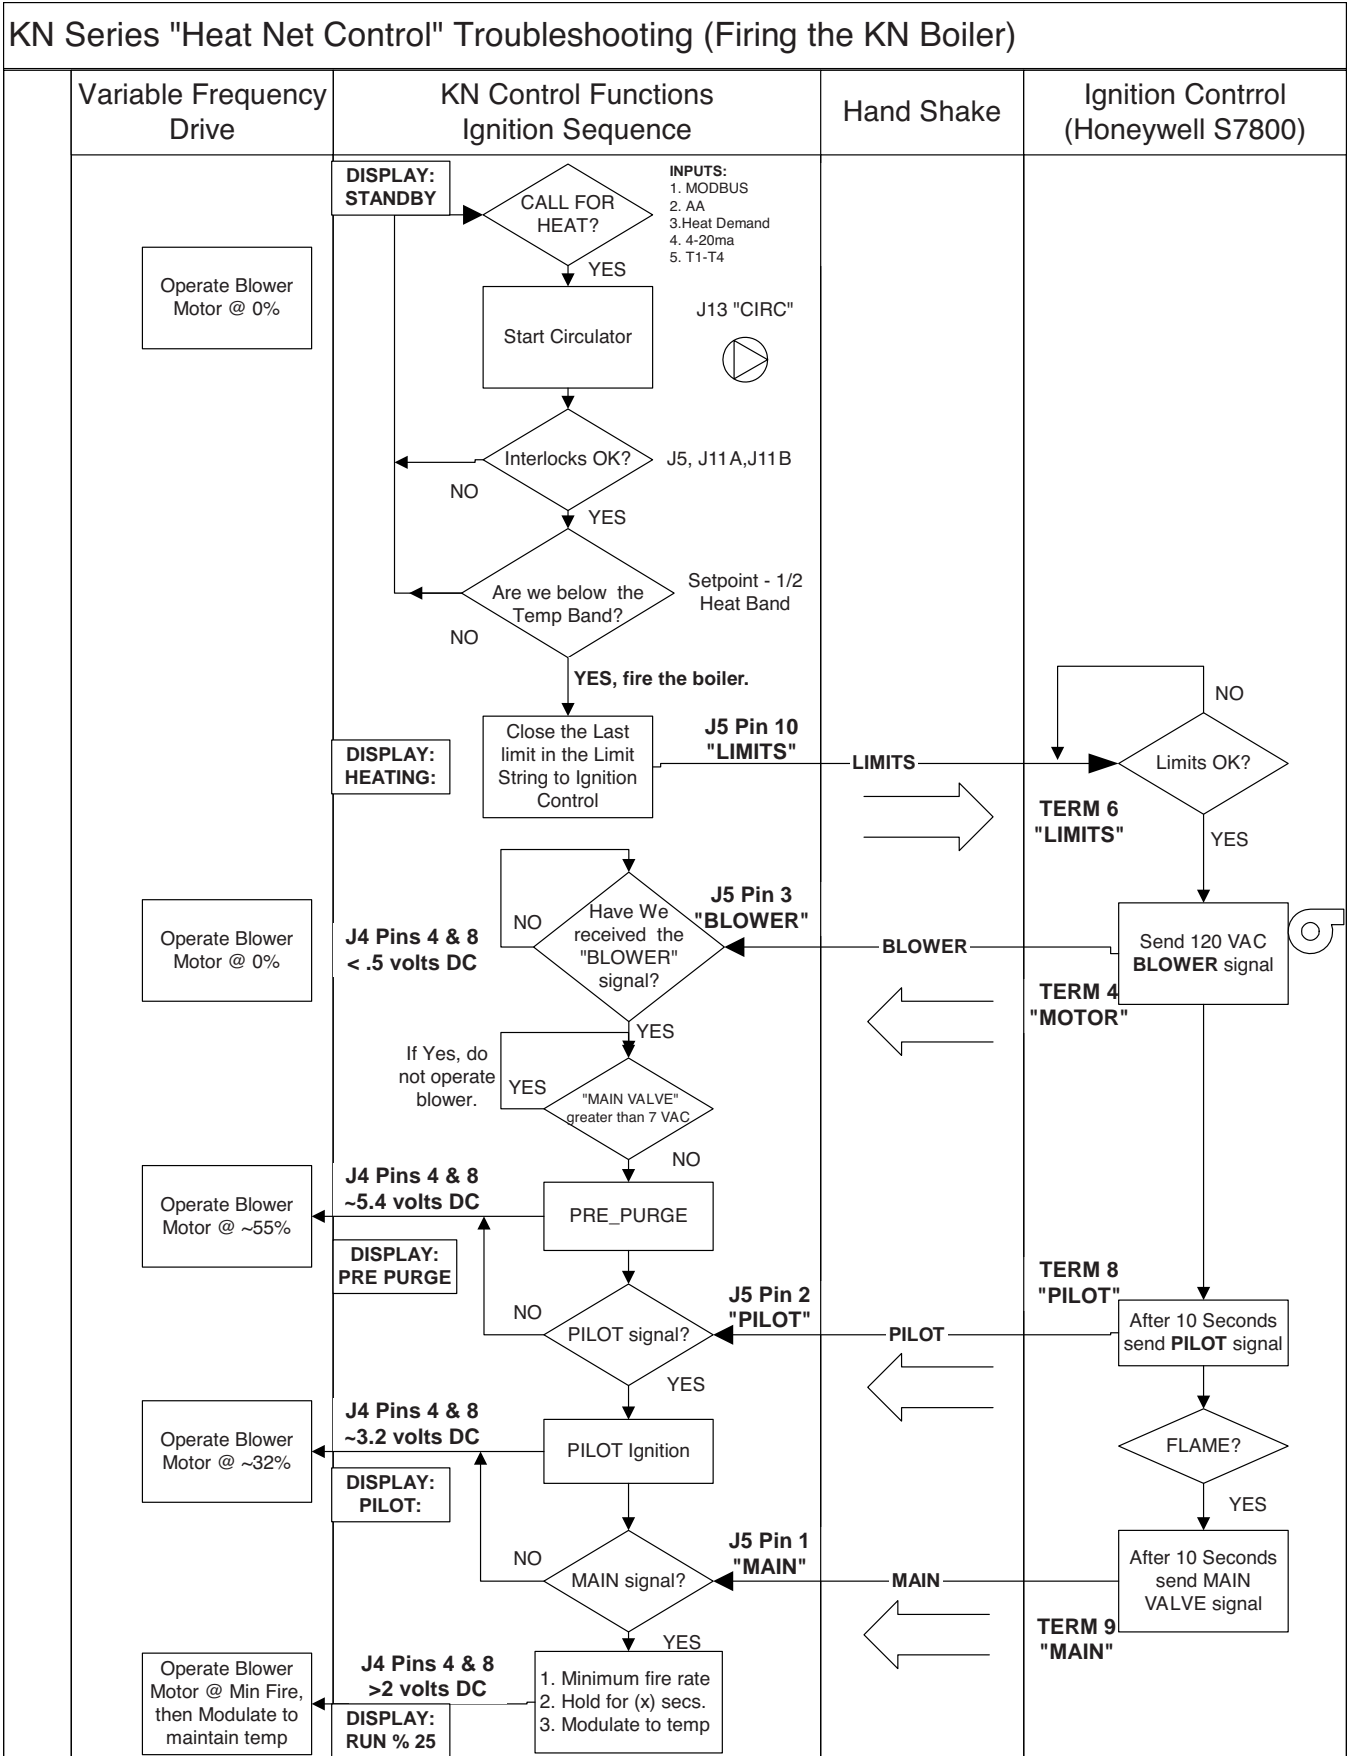 KN Series "Heat Net Control" Troubleshooting (Firing the KN Boiler)
Variable Frequency
Drive
KN Control Functions
Ignition Sequence
Hand Shake
Ignition Contrrol
(Honeywell S7800)
DISPLAY:
STANDBY
CALL FOR
HEAT?
INPUTS:
1. MODBUS
2. AA
3.Heat Demand
4. 4-20ma
5. T1-T4
YES
Operate Blower
Motor @ 0%
Start Circulator
J13 "CIRC"
Interlocks OK?
J5, J11A,J11B
NO
YES
Are we below the
Temp Band?
Setpoint - 1/2
Heat Band
NO
YES, fire the boiler.
DISPLAY:
HEATING:
Close the Last
limit in the Limit
String to Ignition
Control
J5 Pin 10
"LIMITS"
LIMITS
NO
Limits OK?
TERM 6
"LIMITS"
YES
Operate Blower
Motor @ 0%
J4 Pins 4 & 8
< .5 volts DC
NO
Have We
received the
"BLOWER"
signal?
J5 Pin 3
"BLOWER"
BLOWER
Send 120 VAC
BLOWER signal
TERM 4
"MOTOR"
YES
If Yes, do
not operate
blower.
YES
"MAIN VALVE"
greater than 7 VAC
NO
Operate Blower
Motor @ ~55%
J4 Pins 4 & 8
~5.4 volts DC
PRE_PURGE
DISPLAY:
PRE PURGE
NO
PILOT signal?
J5 Pin 2
"PILOT"
PILOT
TERM 8
"PILOT"
After 10 Seconds
send PILOT signal
YES
Operate Blower
Motor @ ~32%
J4 Pins 4 & 8
~3.2 volts DC
PILOT Ignition
FLAME?
DISPLAY:
PILOT:
YES
NO
MAIN signal?
J5 Pin 1
"MAIN"
MAIN
After 10 Seconds
send MAIN
VALVE signal
TERM 9
"MAIN"
YES
Operate Blower
Motor @ Min Fire,
then Modulate to
maintain temp
J4 Pins 4 & 8
>2 volts DC
DISPLAY:
RUN % 25
1. Minimum fire rate
2. Hold for (x) secs.
3. Modulate to temp